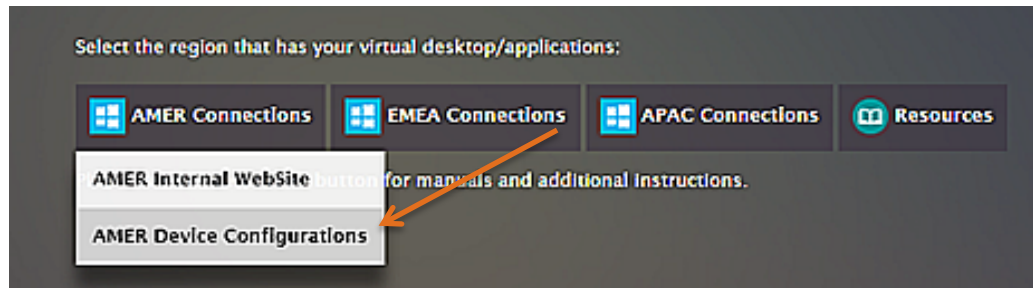 Select the region that has your virtual desktop/applications:
AMER Connections EMEA Connections APAC Connections Resources
AMER Internal WebSite button for manuals and additional instructions.
AMER Device Configurations